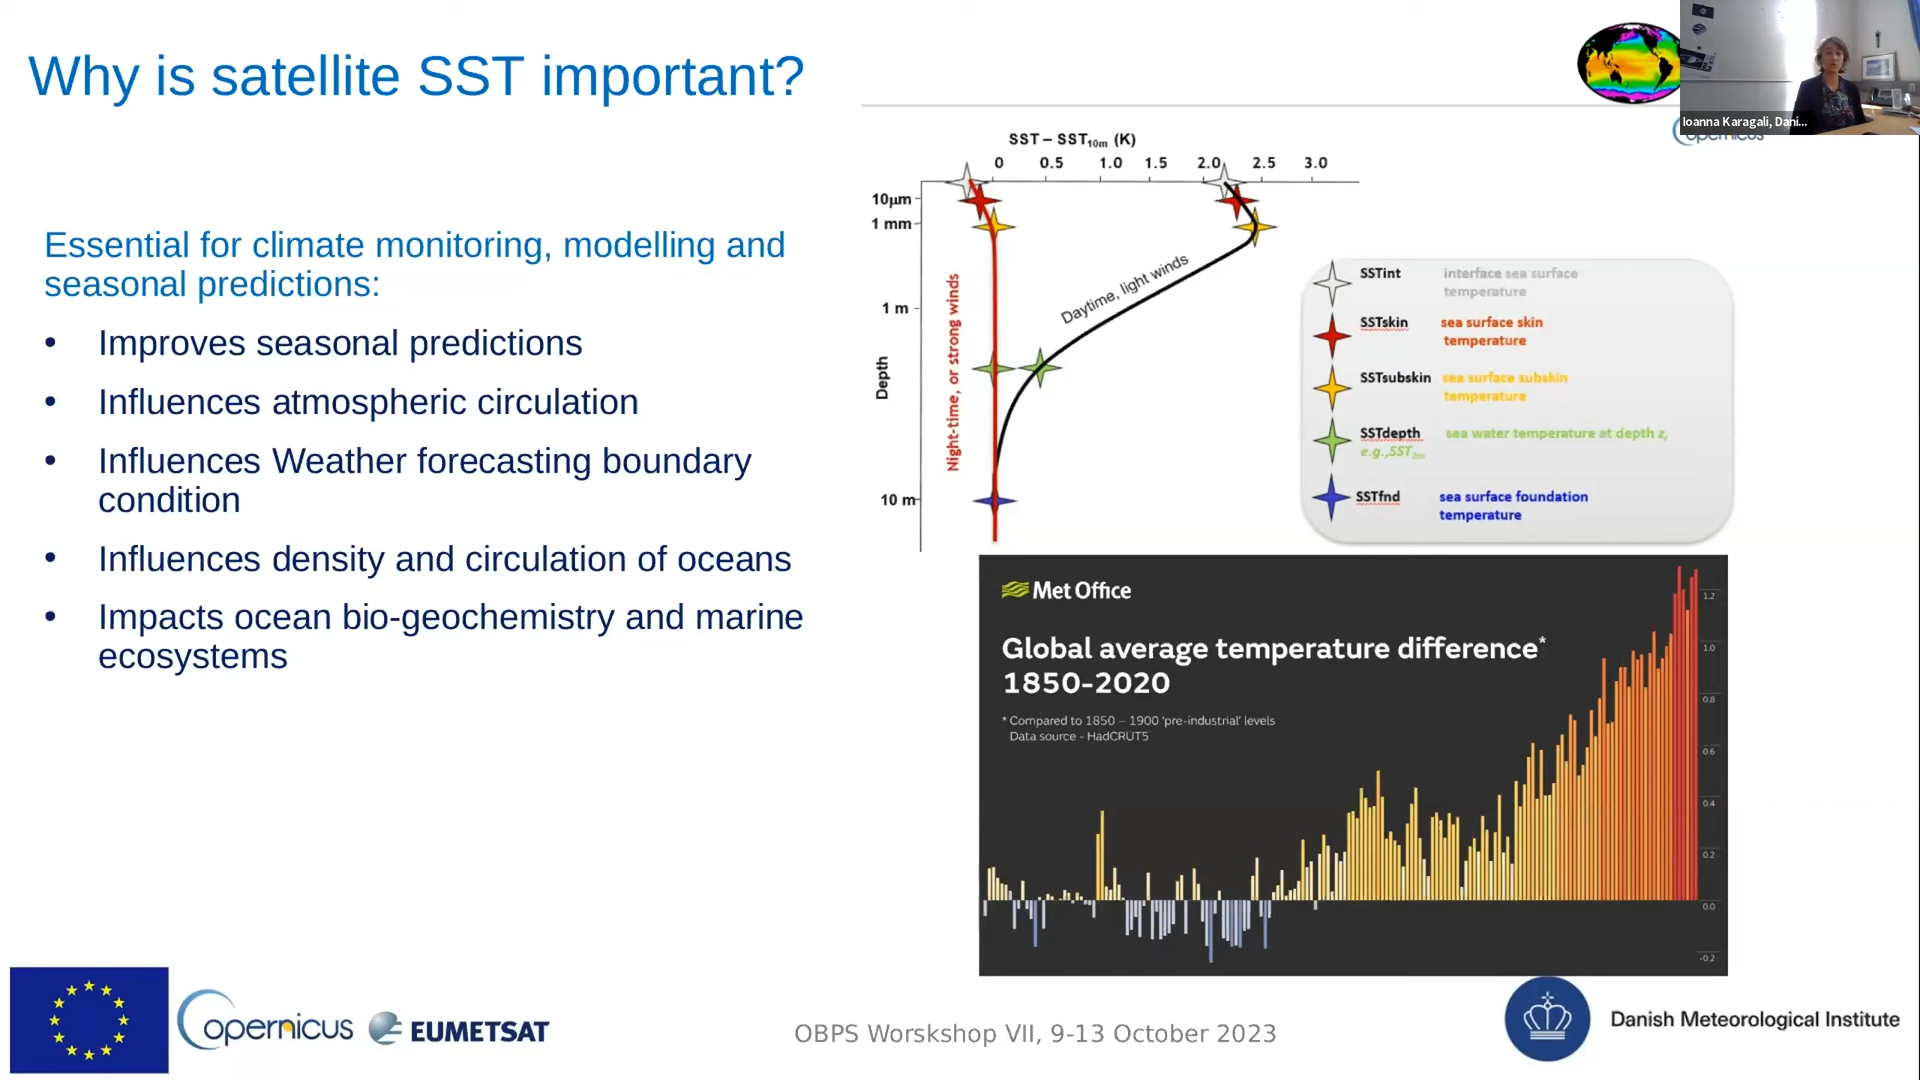 Why is satellite SST important?
Ioanna Karagali, Dani...
Essential for climate monitoring, modelling and
seasonal predictions:
• Improves seasonal predictions
• Influences atmospheric circulation
• Influences Weather forecasting boundary
condition
• Influences density and circulation of oceans
• Impacts ocean bio-geochemistry and marine
ecosystems
SST – SST10m (K)
0 0.5 1.0 1.5 2.0 2.5 3.0
10µm
1 mm
1 m
10 m
Depth
Night-time, or strong winds
Daytime, light winds
SSTint interface sea surface
temperature
SSTskin sea surface skin
temperature
SSTsubskin sea surface subskin
temperature
SSTdepth sea water temperature at depth z,
e.g.,SST
SSTfnd sea surface foundation
temperature
Met Office
Global average temperature difference*
1850-2020
* Compared to 1850 – 1900 'pre-industrial' levels
Data source - HadCRUT5
1.2
1.0
0.8
0.6
0.4
0.2
0.0
-0.2
opernicus
EUMETSAT
OBPS Worskshop VII, 9-13 October 2023
Danish Meteorological Institute